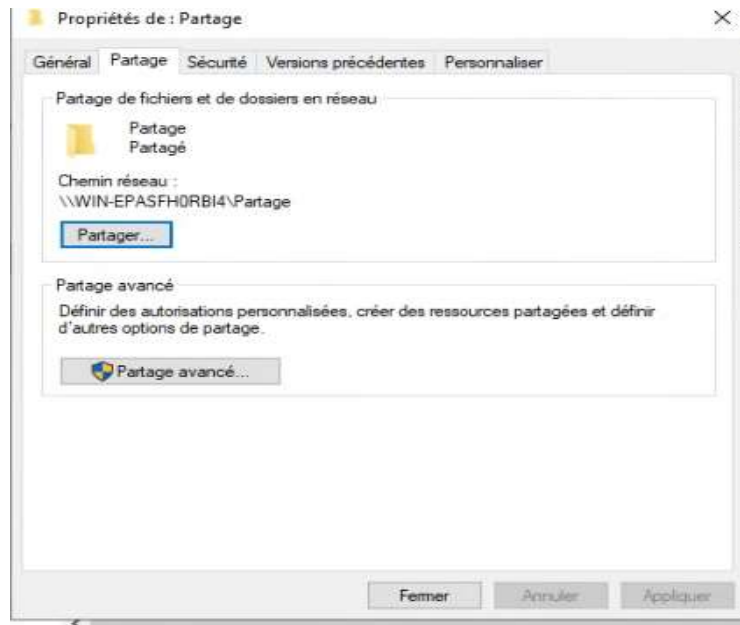 Propriétés de : Partage
Général Partage Sécurité Versions précédentes Personnaliser
Partage de fichiers et de dossiers en réseau
Partage
Partagé
Chemin réseau :
\\WIN-EPASFH0RBI4\Partage
Partager...
Partage avancé
Définir des autorisations personnalisées, créer des ressources partagées et définir
d'autres options de partage.
Partage avancé...
Fermer Annuler Appliquer